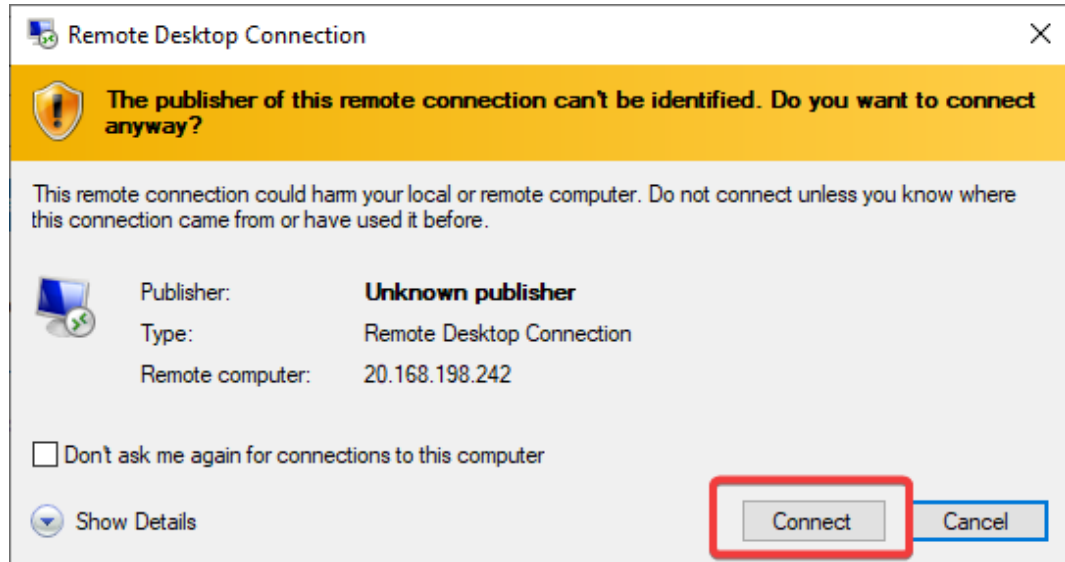 Remote Desktop Connection
The publisher of this remote connection can't be identified. Do you want to connect
anyway?
This remote connection could harm your local or remote computer. Do not connect unless you know where
this connection came from or have used it before.
Publisher: Unknown publisher
Type: Remote Desktop Connection
Remote computer: 20.168.198.242
Don't ask me again for connections to this computer
Show Details Connect Cancel